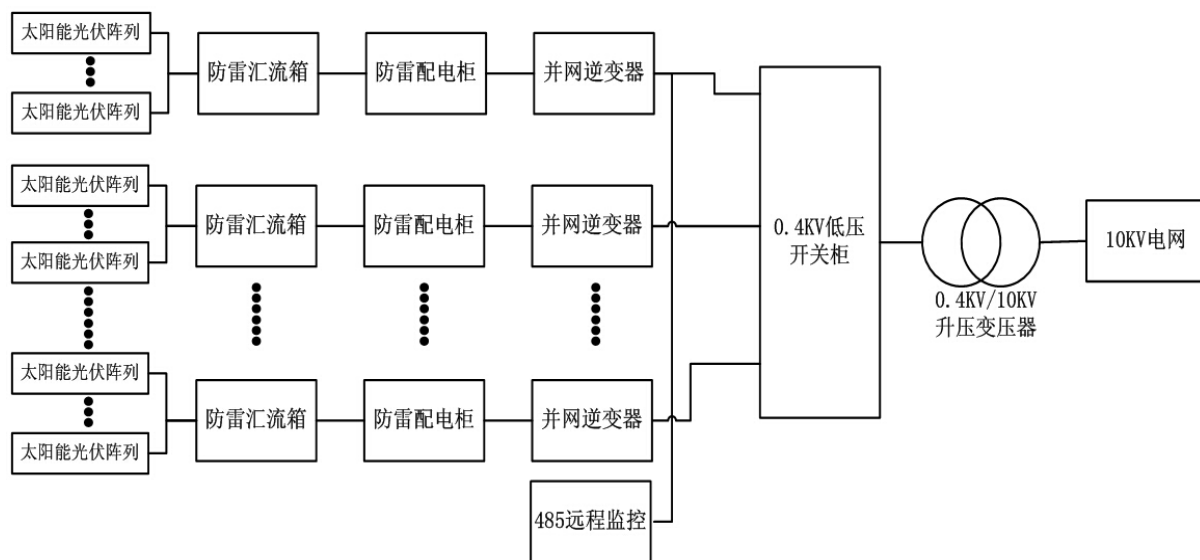 太阳能光伏阵列
太阳能光伏阵列
防雷汇流箱
防雷配电柜
并网逆变器
太阳能光伏阵列
太阳能光伏阵列
防雷汇流箱
防雷配电柜
并网逆变器
太阳能光伏阵列
太阳能光伏阵列
防雷汇流箱
防雷配电柜
并网逆变器
485远程监控
0.4KV低压
开关柜
0.4KV/10KV
升压变压器
10KV电网